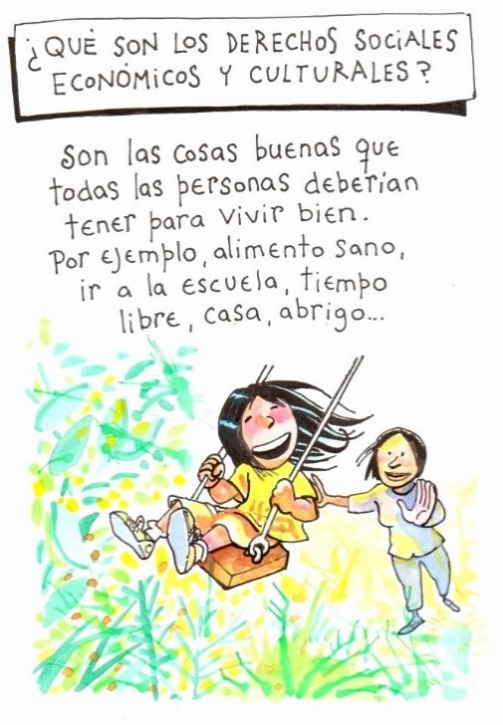 ¿QUÉ SON LOS DERECHOS SOCIALES
ECONÓMICOS Y CULTURALES?
Son las cosas buenas que
todas las personas deberían
tener para vivir bien.
Por ejemplo, alimento sano,
ir a la escuela, tiempo
libre, casa, abrigo...